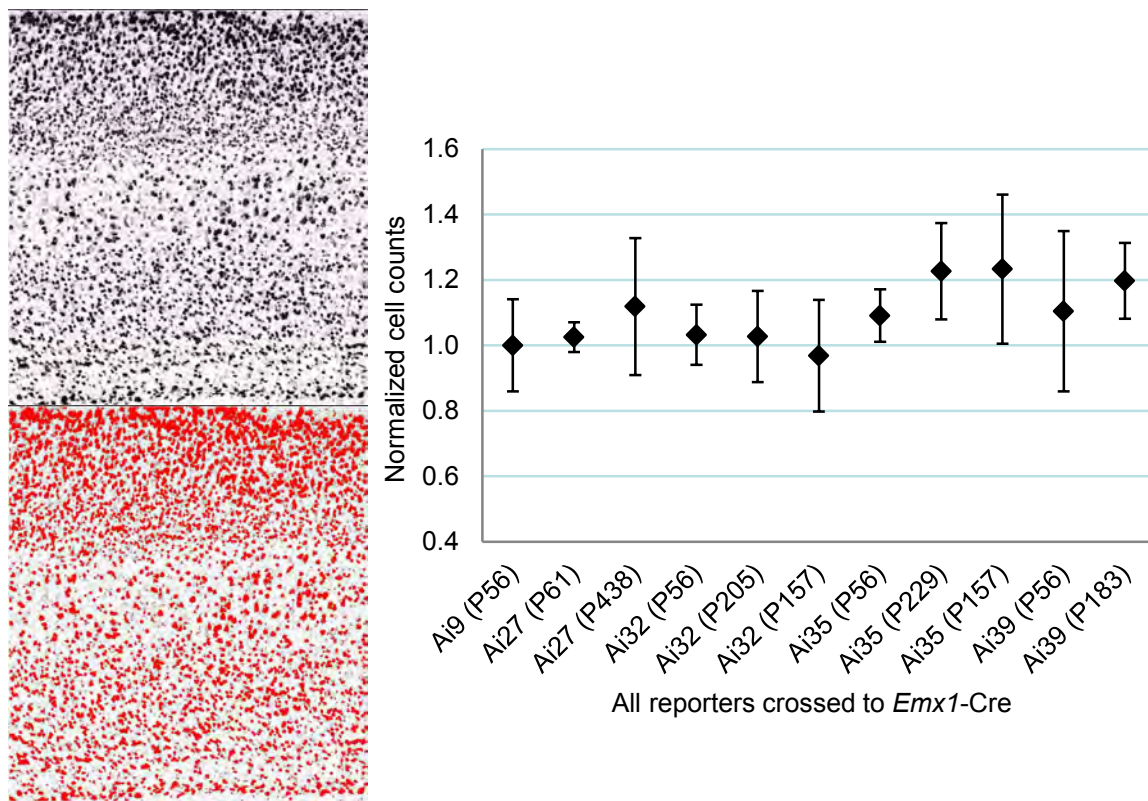 1.6
1.4
1.2
1.0
0.8
0.6
0.4
Normalized cell counts
Ai9 (P56)
Ai27 (P61)
Ai27 (P438)
Ai32 (P56)
Ai32 (P205)
Ai32 (P157)
Ai35 (P56)
Ai35 (P229)
Ai35 (P157)
Ai39 (P56)
Ai39 (P183)
All reporters crossed to Emx1-Cre